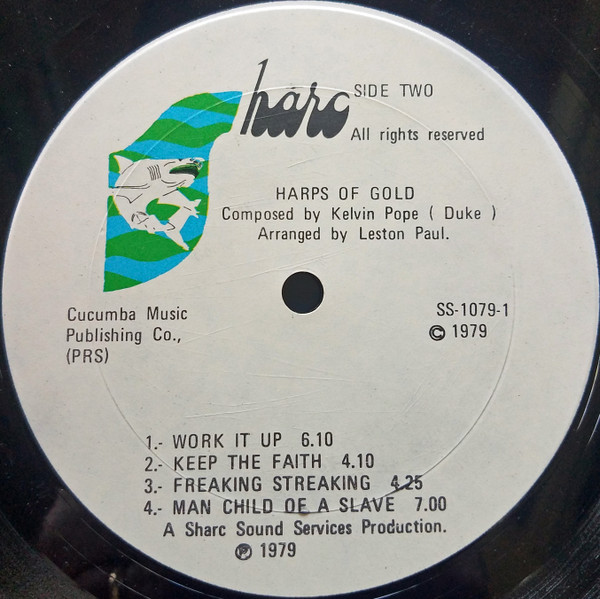 Sharc
SIDE TWO
All rights reserved
HARPS OF GOLD
Composed by Kelvin Pope ( Duke )
Arranged by Leston Paul.
Cucumba Music
Publishing Co.,
(PRS)
SS-1079-1
© 1979
1.- WORK IT UP 6.10
2.- KEEP THE FAITH 4.10
3.- FREAKING STREAKING 4.25
4.- MAN CHILD OF A SLAVE 7.00
A Sharc Sound Services Production.
℗ 1979